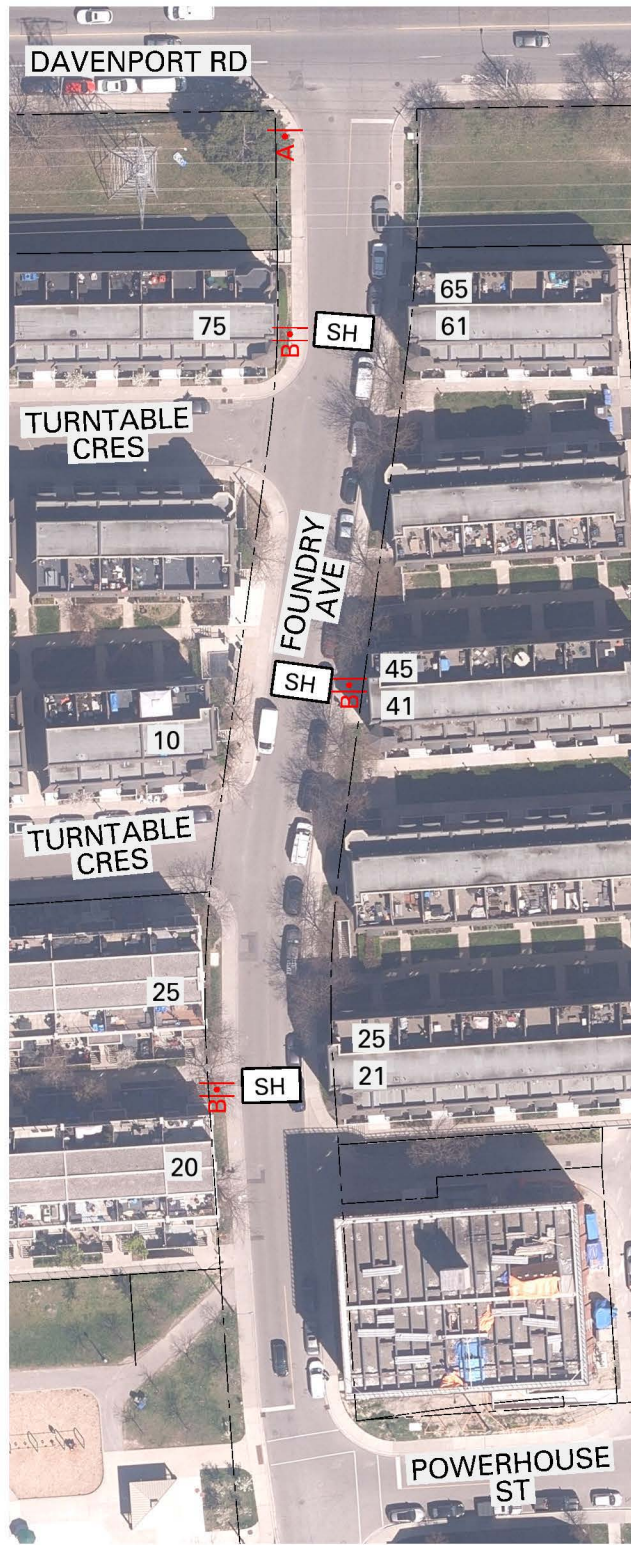 DAVENPORT RD
A
65
75
B
SH
61
TURNTABLE
CRES
FOUNDRY
AVE
45
SH
B
41
10
TURNTABLE
CRES
25
25
B
SH
21
20
POWERHOUSE
ST